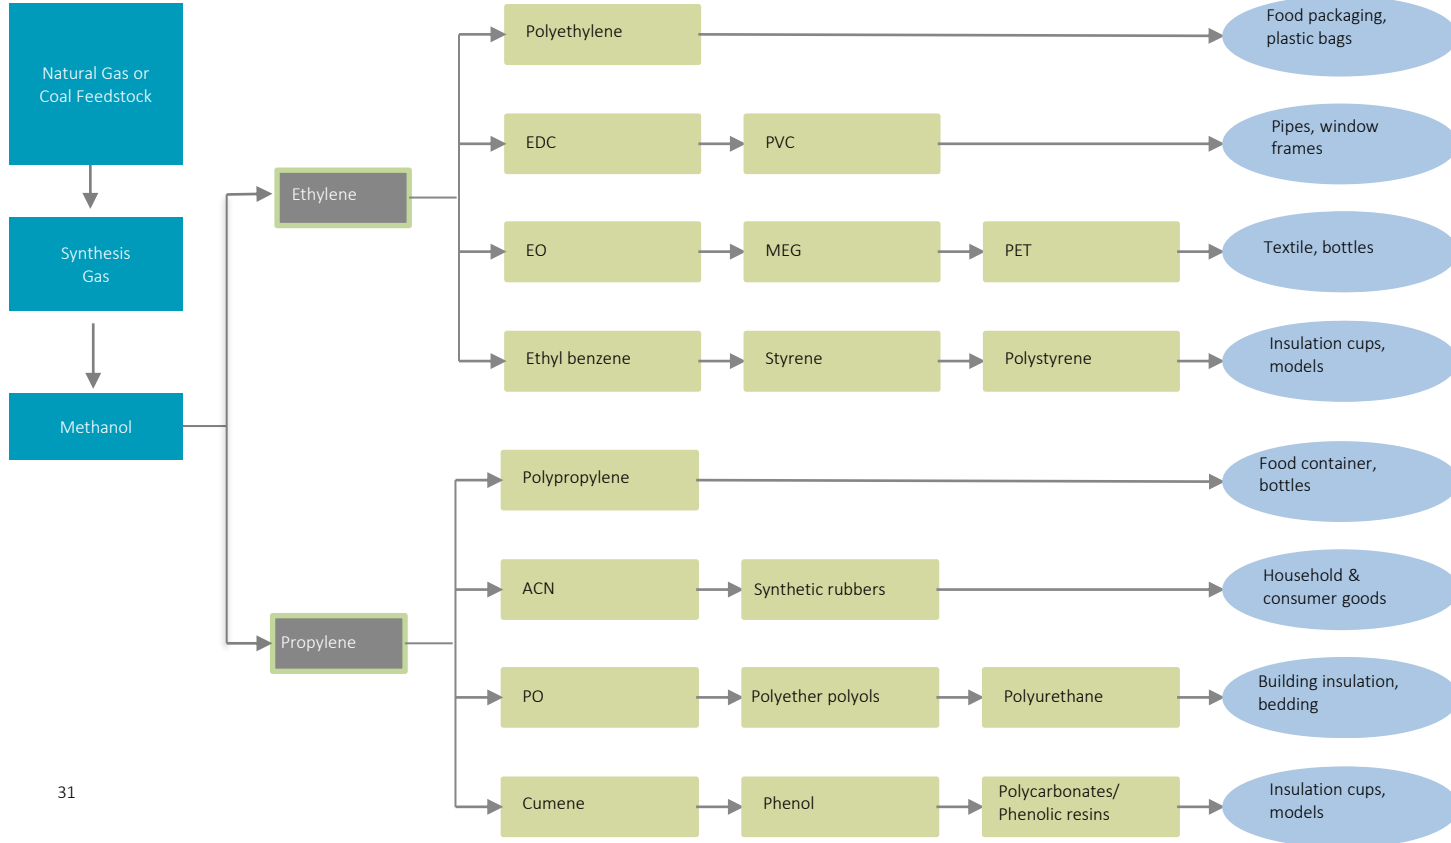 Natural Gas or
Coal Feedstock
Synthesis
Gas
Methanol
Ethylene
Propylene
Polyethylene
Food packaging,
plastic bags
EDC
PVC
Pipes, window
frames
EO
MEG
PET
Textile, bottles
Ethyl benzene
Styrene
Polystyrene
Insulation cups,
models
Polypropylene
Food container,
bottles
ACN
Synthetic rubbers
Household &
consumer goods
PO
Polyether polyols
Polyurethane
Building insulation,
bedding
Cumene
Phenol
Polycarbonates/
Phenolic resins
Insulation cups,
models
31